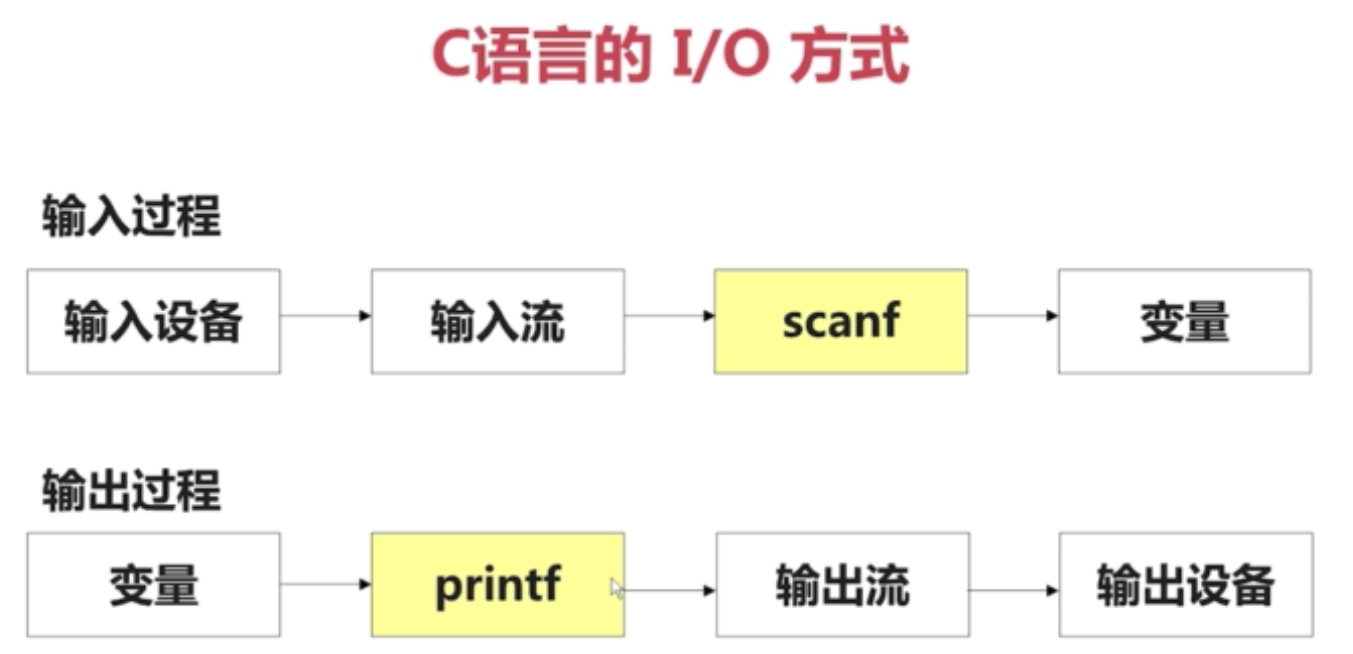 C语言的 I/O 方式
输入过程
输入设备 输入流 scanf 变量
输出过程
变量 printf 输出流 输出设备